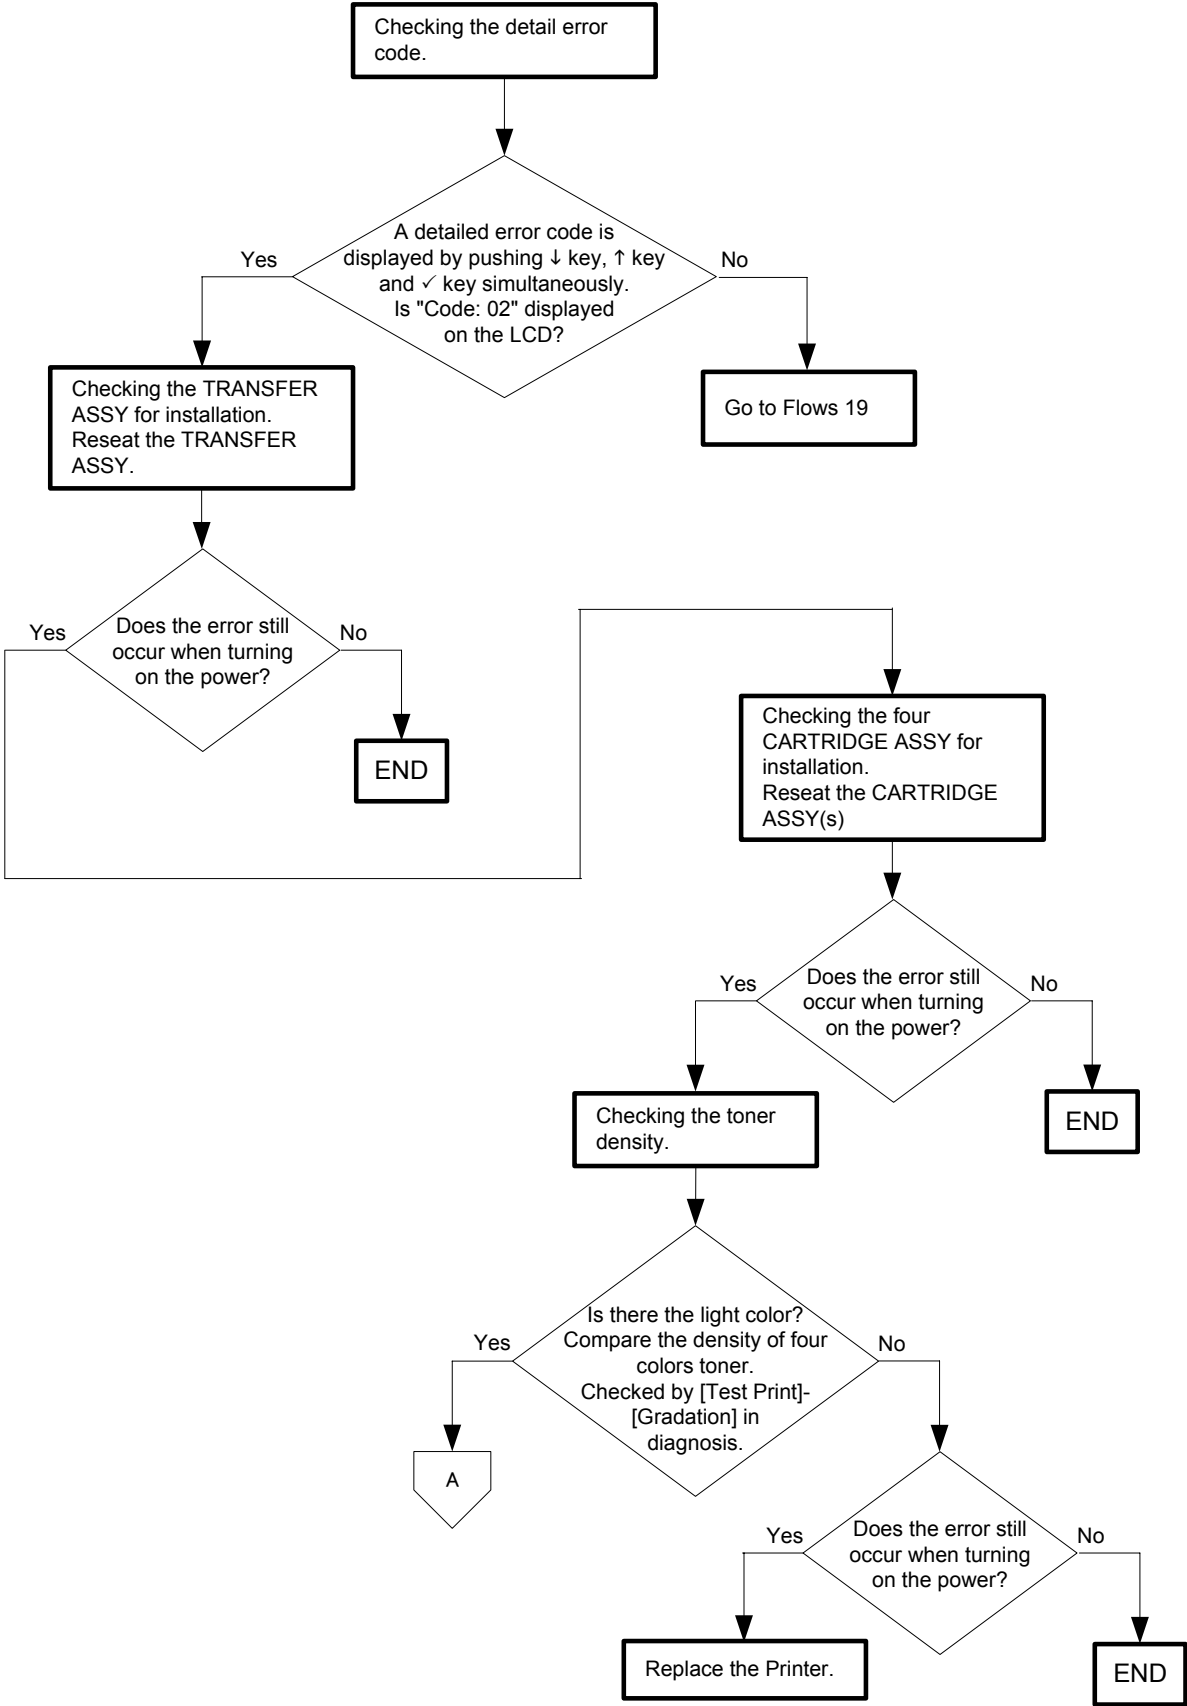 Checking the detail error
code.
A detailed error code is
displayed by pushing ↓ key, ↑ key
and ✓ key simultaneously.
Is "Code: 02" displayed
on the LCD?
Yes
No
Checking the TRANSFER
ASSY for installation.
Reseat the TRANSFER
ASSY.
Go to Flows 19
Does the error still
occur when turning
on the power?
Yes
No
END
Checking the four
CARTRIDGE ASSY for
installation.
Reseat the CARTRIDGE
ASSY(s)
Does the error still
occur when turning
on the power?
Yes
No
END
Checking the toner
density.
Is there the light color?
Compare the density of four
colors toner.
Checked by [Test Print]-
[Gradation] in
diagnosis.
Yes
No
A
Does the error still
occur when turning
on the power?
Yes
No
Replace the Printer.
END